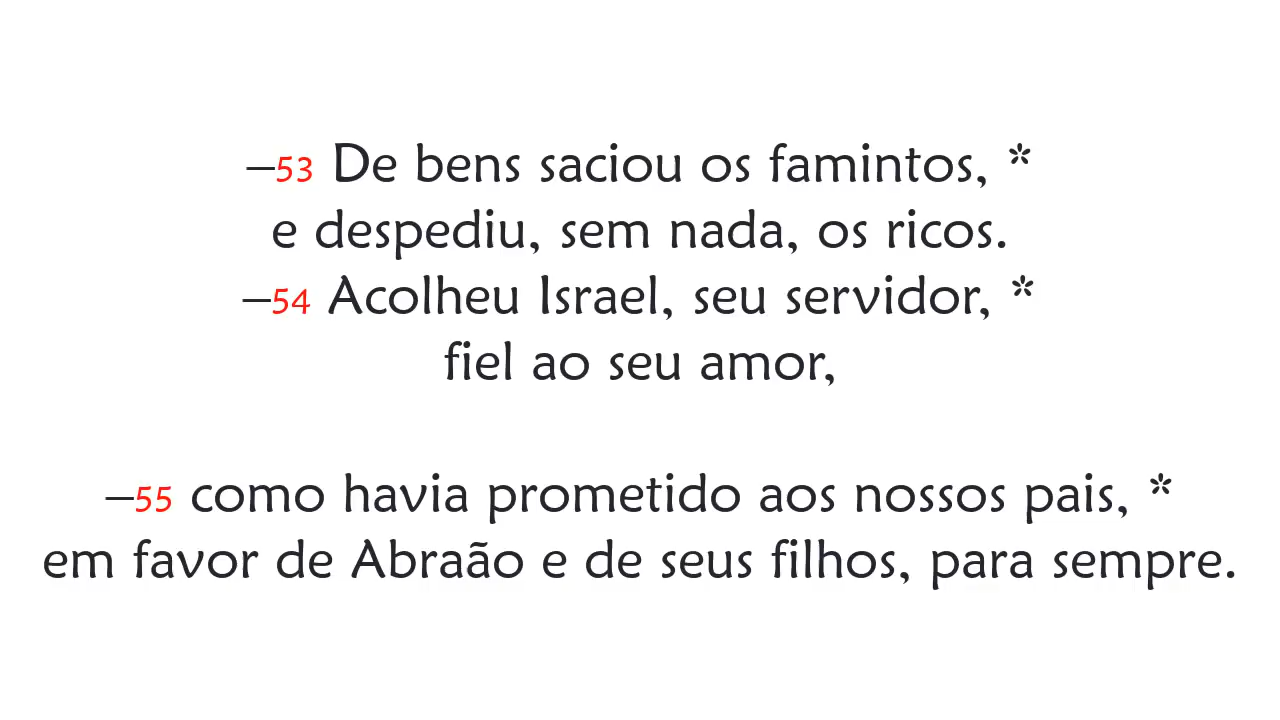 –53 De bens saciou os famintos, *
e despediu, sem nada, os ricos.
–54 Acolheu Israel, seu servidor, *
fiel ao seu amor,
–55 como havia prometido aos nossos pais, *
em favor de Abraão e de seus filhos, para sempre.